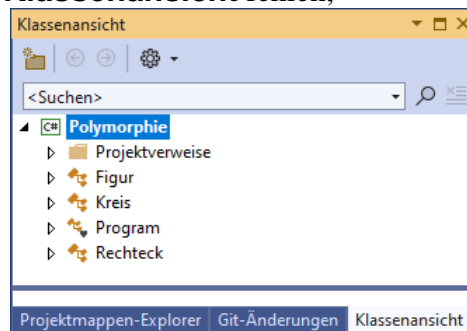 Klassenansicht
<Suchen>
C# Polymorphie
Projektverweise
Figur
Kreis
Program
Rechteck
Projektmappen-Explorer Git-Änderungen Klassenansicht